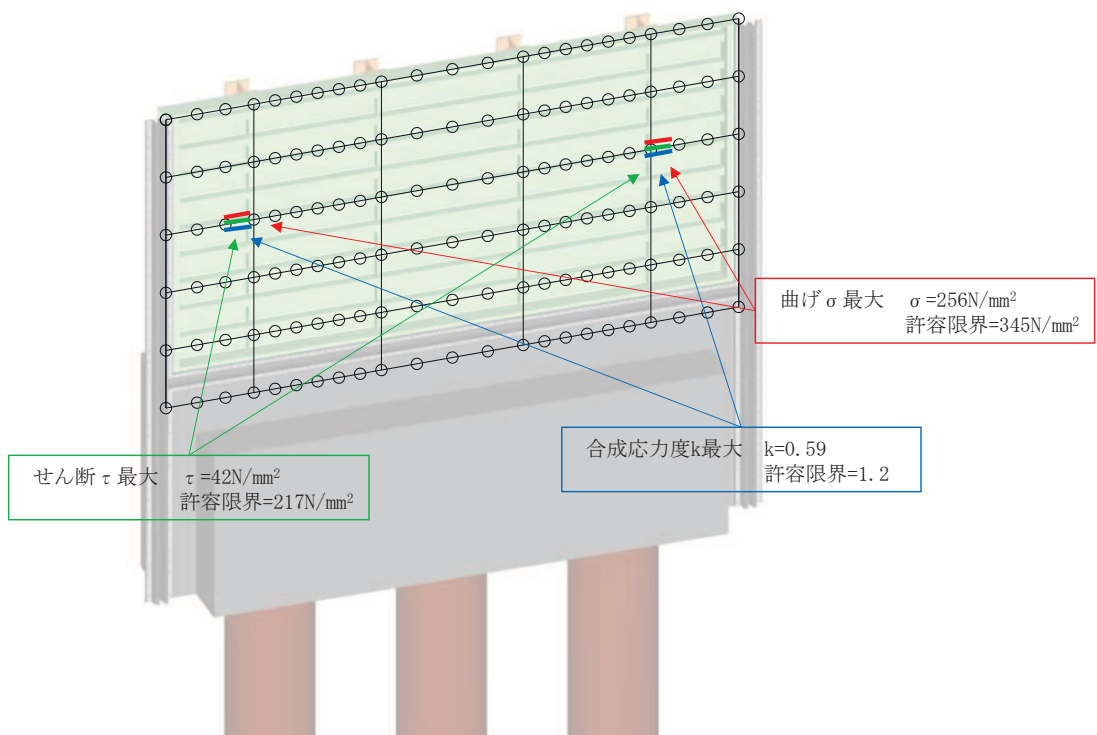 曲げσ最大 σ=256N/mm²
許容限界=345N/mm²
合成応力度k最大 k=0.59
許容限界=1.2
せん断τ最大 τ=42N/mm²
許容限界=217N/mm²